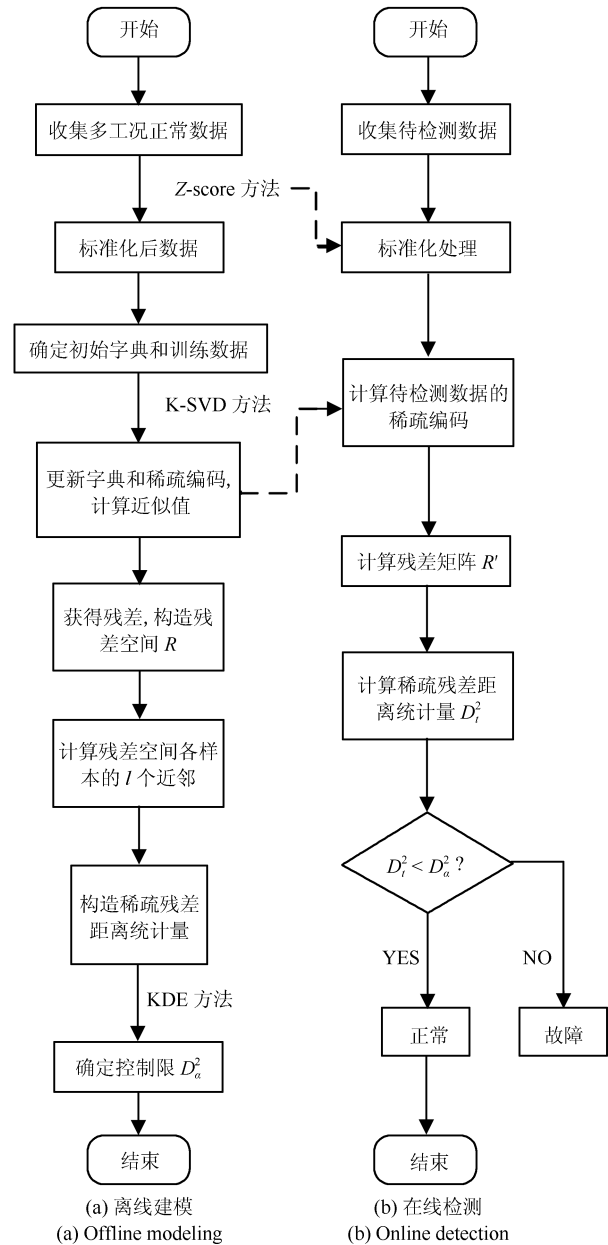 开始
收集多工况正常数据
Z-score 方法
标准化后数据
确定初始字典和训练数据
K-SVD 方法
更新字典和稀疏编码,
计算近似值
获得残差, 构造残
差空间 R
计算残差空间各样
本的 l 个近邻
构造稀疏残差
距离统计量
KDE 方法
确定控制限 D²α
结束
(a) 离线建模
(a) Offline modeling
开始
收集待检测数据
标准化处理
计算待检测数据的
稀疏编码
计算残差矩阵 R′
计算稀疏残差距
离统计量 D²t
D²t < D²α ?
YES
NO
正常
故障
结束
(b) 在线检测
(b) Online detection